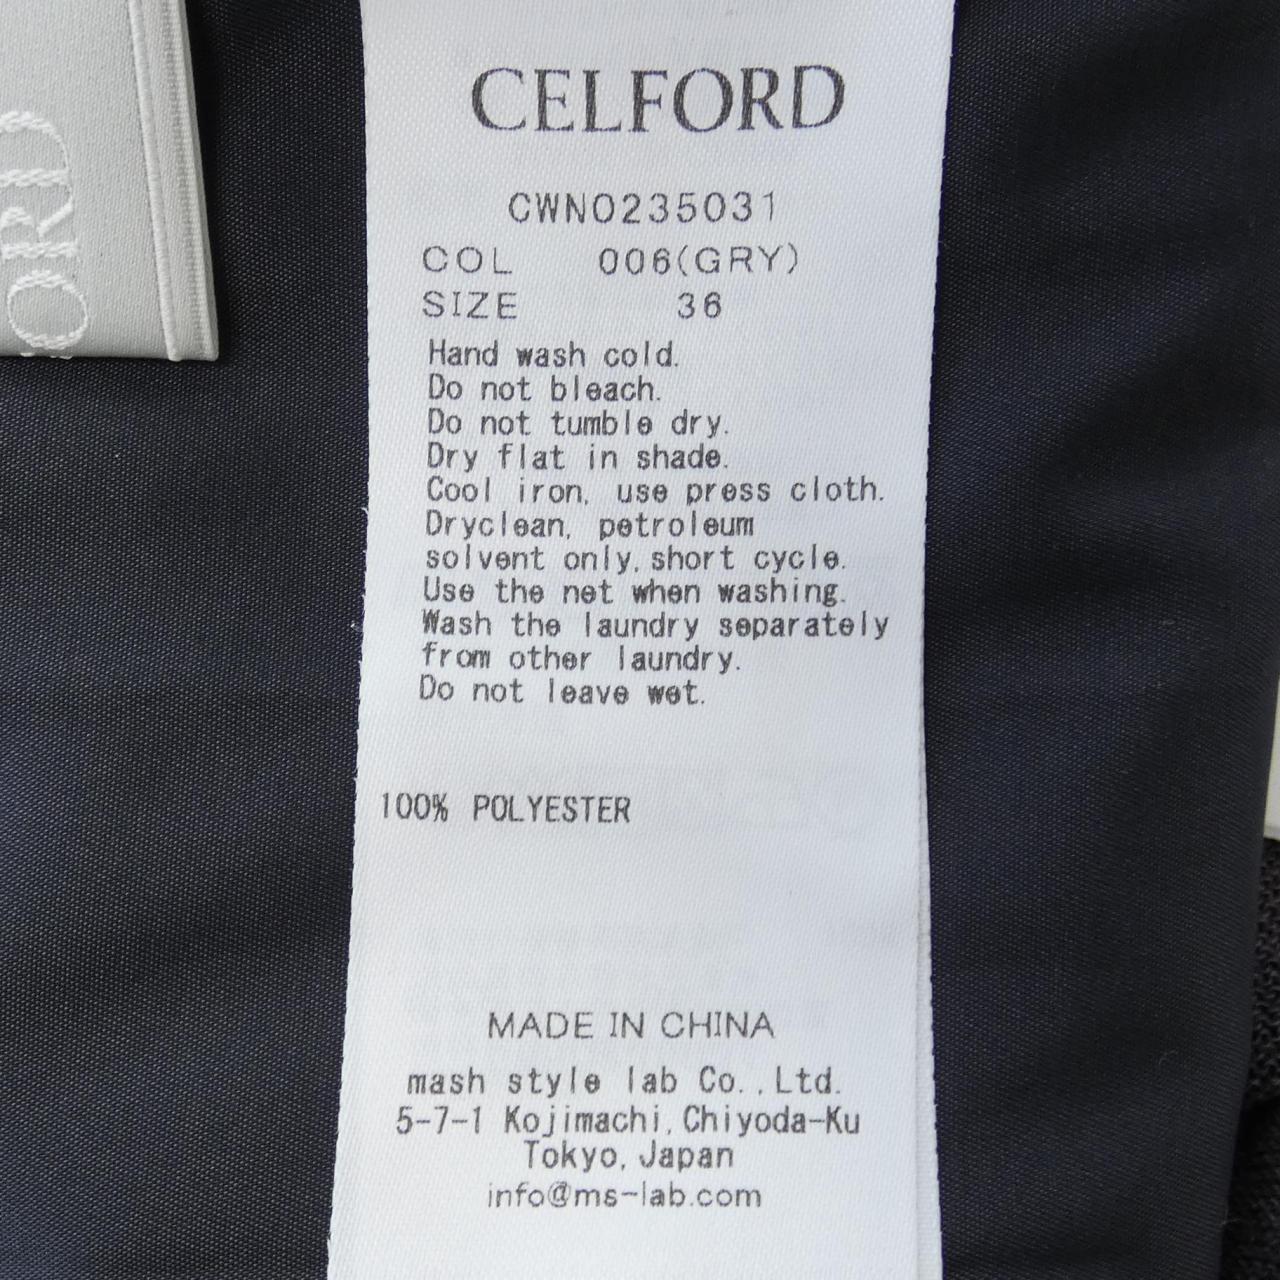 CELFORD
CWNO235031
COL 006(GRY)
SIZE 36
Hand wash cold.
Do not bleach.
Do not tumble dry.
Dry flat in shade.
Cool iron, use press cloth.
Dryclean, petroleum
solvent only,short cycle.
Use the net when washing.
Wash the laundry separately
from other laundry.
Do not leave wet.
100% POLYESTER
MADE IN CHINA
mash style lab Co.,Ltd.
5-7-1 Kojimachi,Chiyoda-Ku
Tokyo,Japan
info@ms-lab.com
ORD